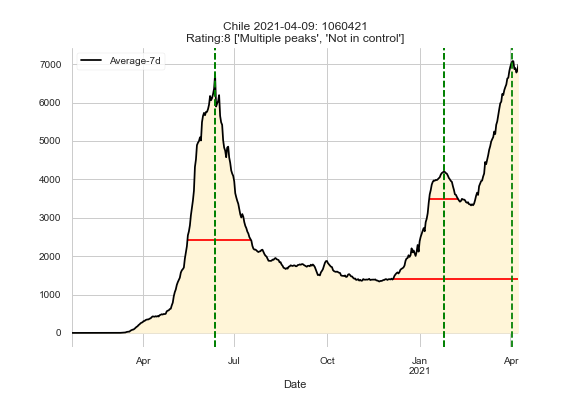 Chile 2021-04-09: 1060421
Rating:8 ['Multiple peaks', 'Not in control']
Average-7d
7000
6000
5000
4000
3000
2000
1000
0
Apr
Jul
Oct
Jan
2021
Apr
Date